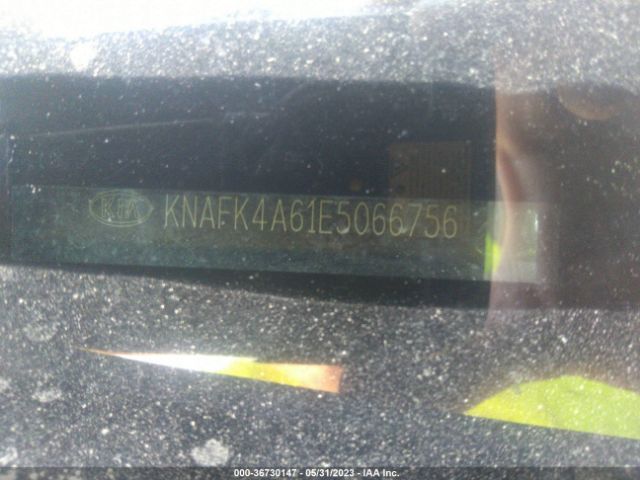 KIA KNAFK4A61E5066756
000-36730147 - 05/31/2023 - IAA Inc.